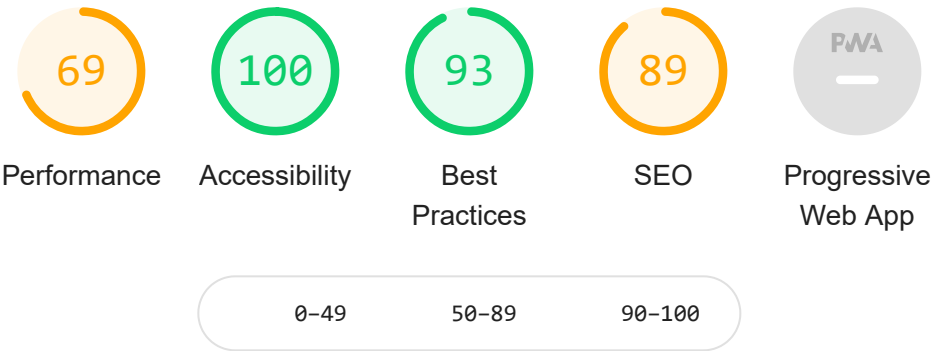 69 100 93 89 PWA
Performance Accessibility Best Practices SEO Progressive Web App
0–49 50–89 90–100